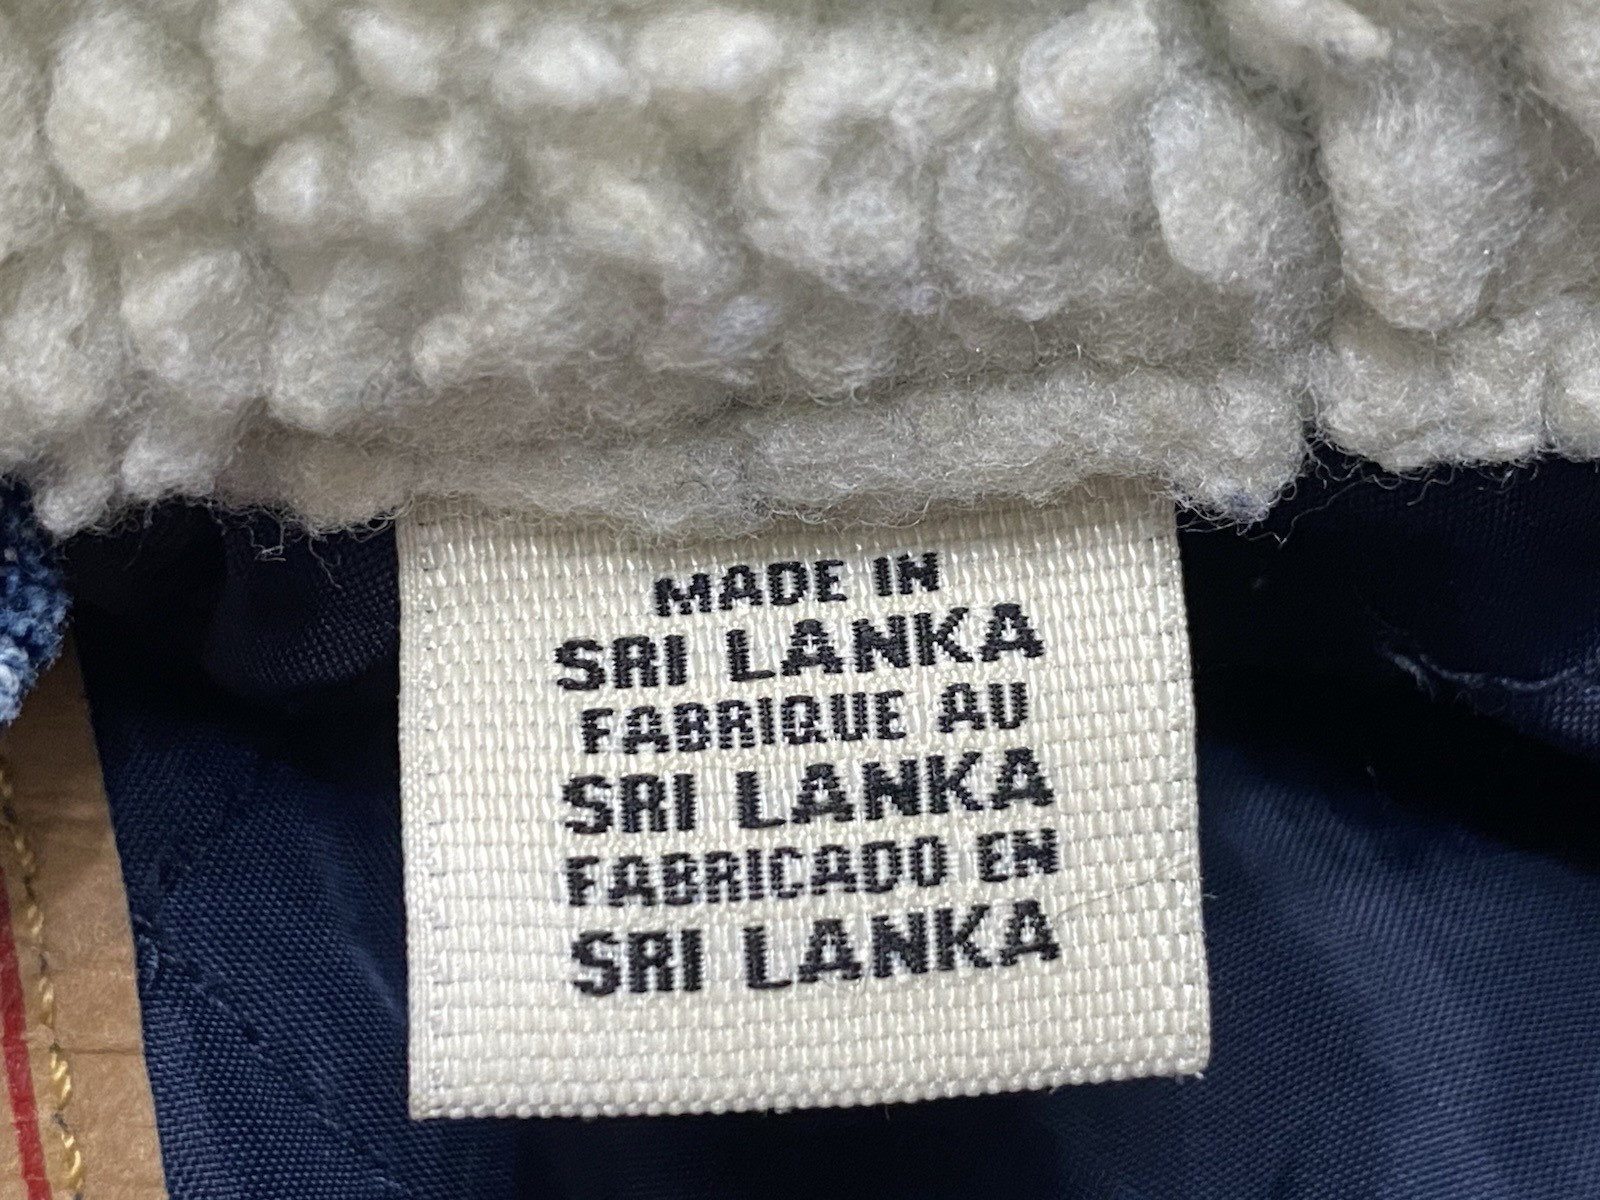 MADE IN
SRI LANKA
FABRIQUE AU
SRI LANKA
FABRICADO EN
SRI LANKA